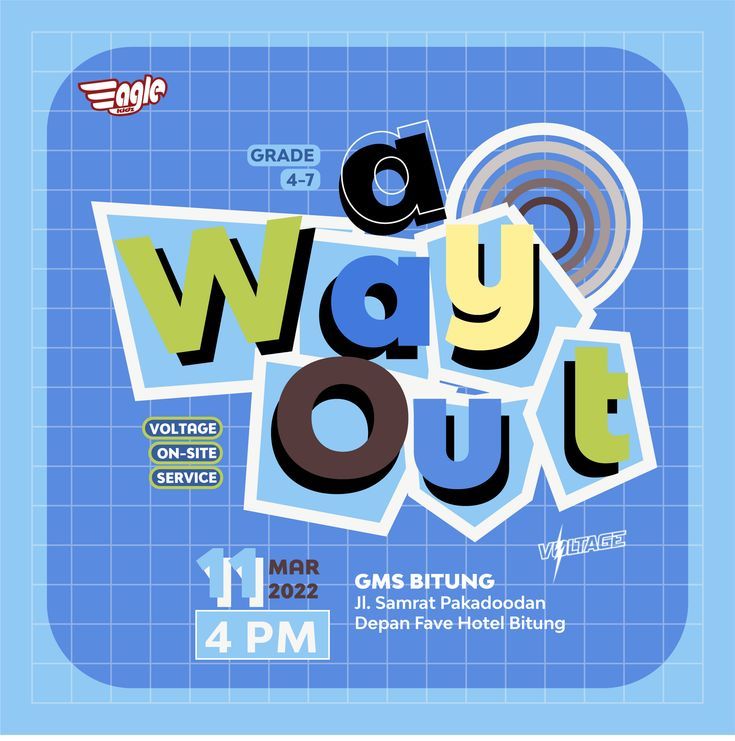 Eagle
kidz
GRADE
4-7
a
Way
Out
VOLTAGE
ON-SITE
SERVICE
VOLTAGE
11 MAR
2022
4 PM
GMS BITUNG
Jl. Samrat Pakadoodan
Depan Fave Hotel Bitung